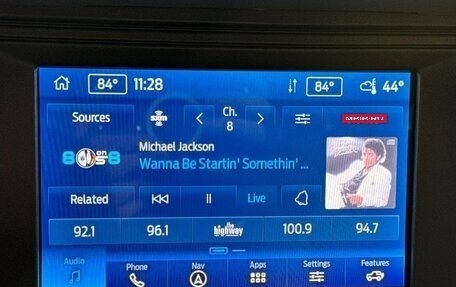 84° 11:28 84° 44°
Sources sxm Ch. 8
80s on 8 Michael Jackson
Wanna Be Startin' Somethin' ...
Related Live
92.1 96.1 the highway 100.9 94.7
Audio Phone Nav Apps Settings Features